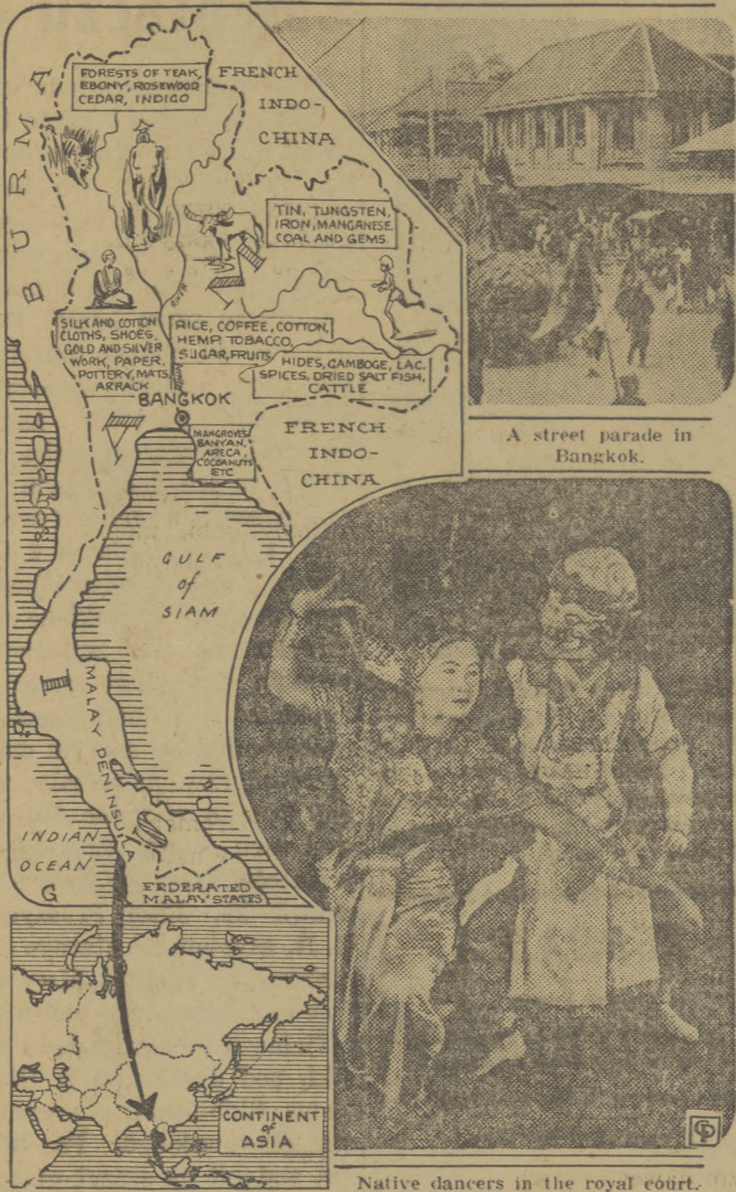 FORESTS OF TEAK,
EBONY, ROSEWOOD
CEDAR, INDIGO
FRENCH
INDO-
CHINA
BURMA
TIN, TUNGSTEN,
IRON, MANGANESE,
COAL AND GEMS
RIVER
SILK AND COTTON
CLOTHS, SHOES,
GOLD AND SILVER
WORK, PAPER,
POTTERY, MATS,
ARRACK
RICE, COFFEE, COTTON,
HEMP, TOBACCO,
SUGAR, FRUITS
HIDES, GAMBOGE, LAC.
SPICES, DRIED SALT FISH,
CATTLE
BANGKOK
MANGROVES
BANYAN,
ARECA,
COCOANUTS
ETC
FRENCH
INDO-
CHINA
A street parade in
Bangkok.
GULF
of
SIAM
S I A M
MALAY PENINSULA
INDIAN
OCEAN
G
FEDERATED
MALAY STATES
CONTINENT
of
ASIA
CP
Native dancers in the royal court.